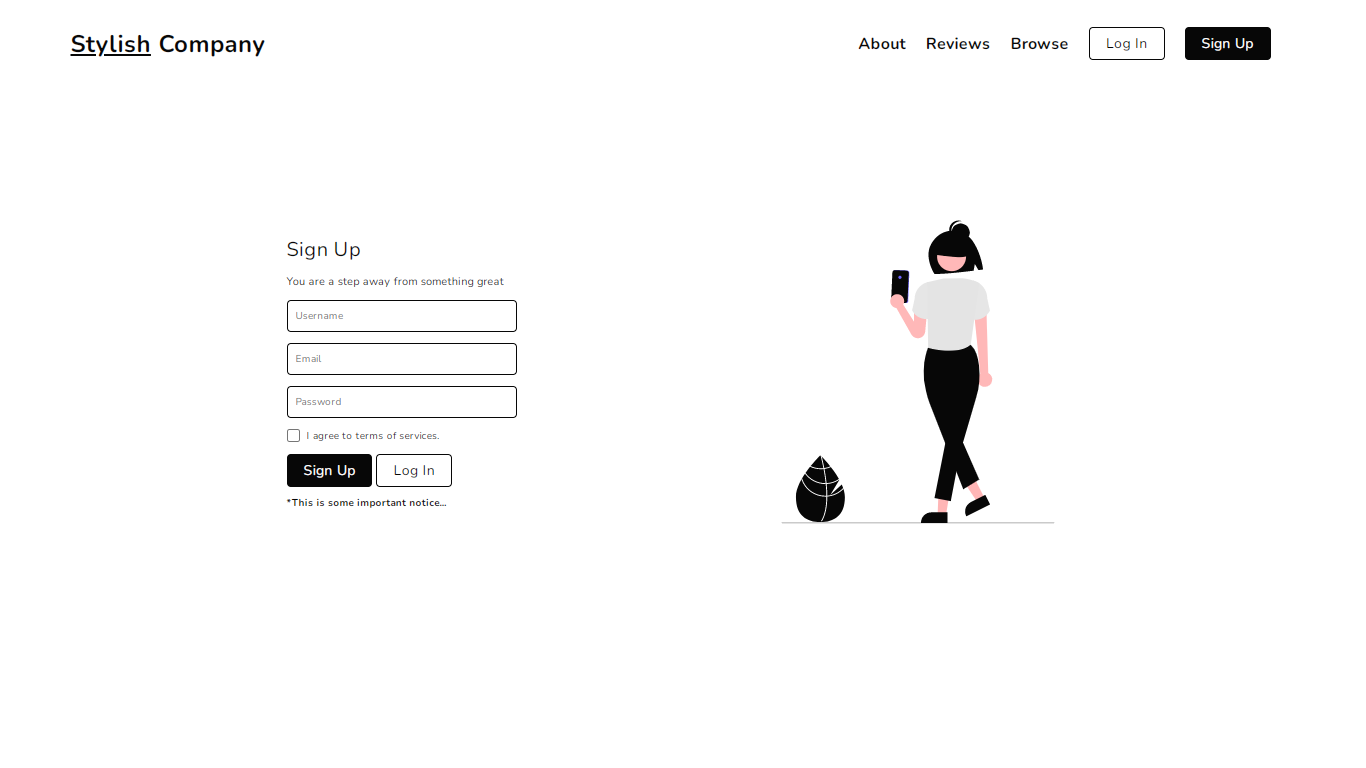 Stylish Company
About Reviews Browse Log In Sign Up
Sign Up
You are a step away from something great
Username
Email
Password
I agree to terms of services.
Sign Up Log In
*This is some important notice...